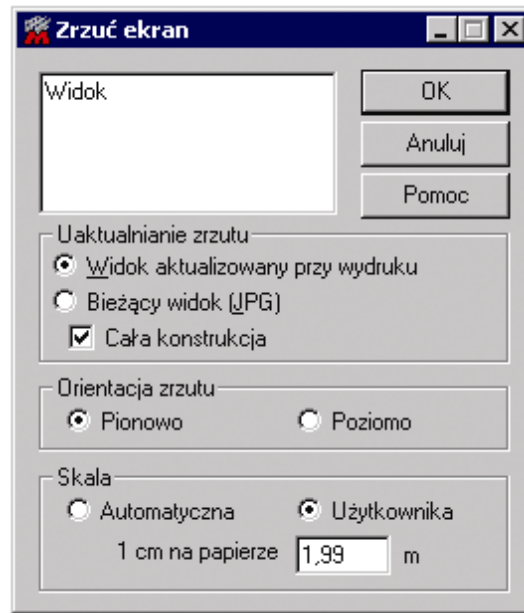 Zrzuć ekran
Widok
OK
Anuluj
Pomoc
Uaktualnianie zrzutu
Widok aktualizowany przy wydruku
Bieżący widok (JPG)
Cała konstrukcja
Orientacja zrzutu
Pionowo Poziomo
Skala
Automatyczna Użytkownika
1 cm na papierze 1,99 m